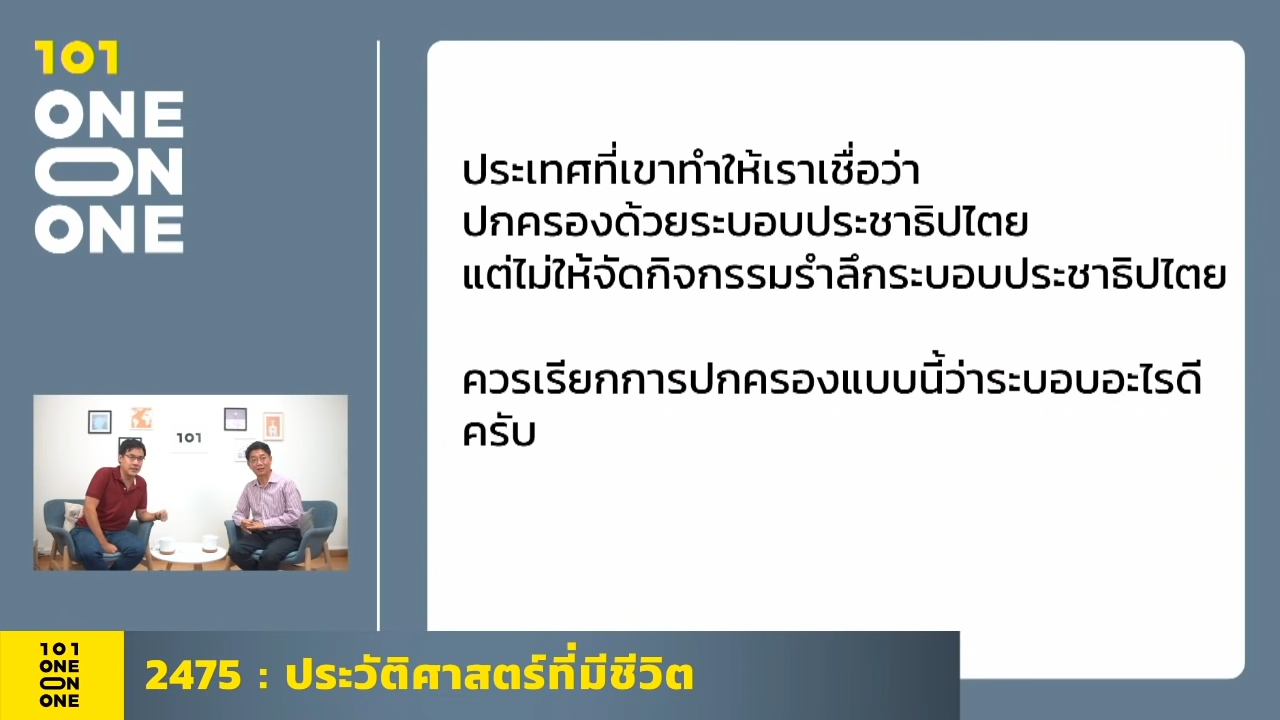 101
ONE
ON
ONE
ประเทศที่เขาทำให้เราเชื่อว่า
ปกครองด้วยระบอบประชาธิปไตย
แต่ไม่ให้จัดกิจกรรมรำลึกระบอบประชาธิปไตย
ควรเรียกการปกครองแบบนี้ว่าระบอบอะไรดี
ครับ
101
101
ONE
ON
ONE
2475 : ประวัติศาสตร์ที่มีชีวิต